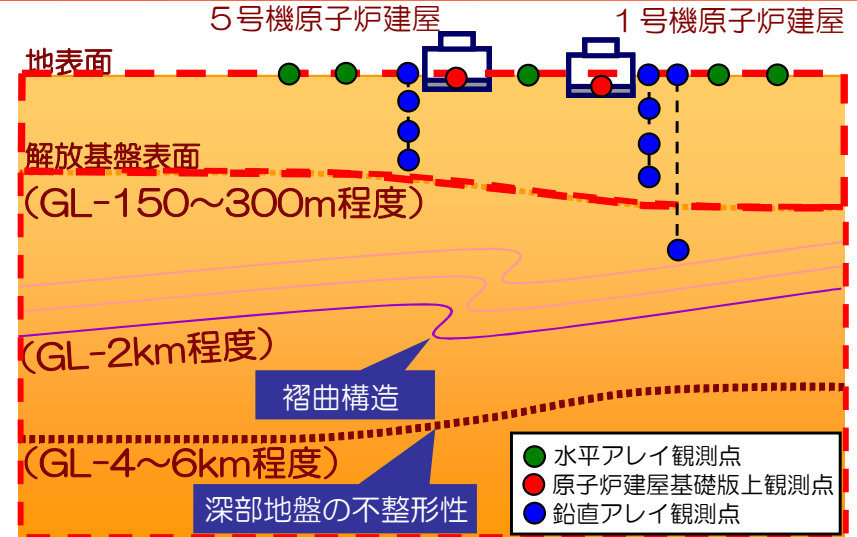 ５号機原子炉建屋
１号機原子炉建屋
地表面
解放基盤表面
(GL-150～300m程度)
(GL-2km程度)
褶曲構造
(GL-4～6km程度)
深部地盤の不整形性
水平アレイ観測点
原子炉建屋基礎版上観測点
鉛直アレイ観測点